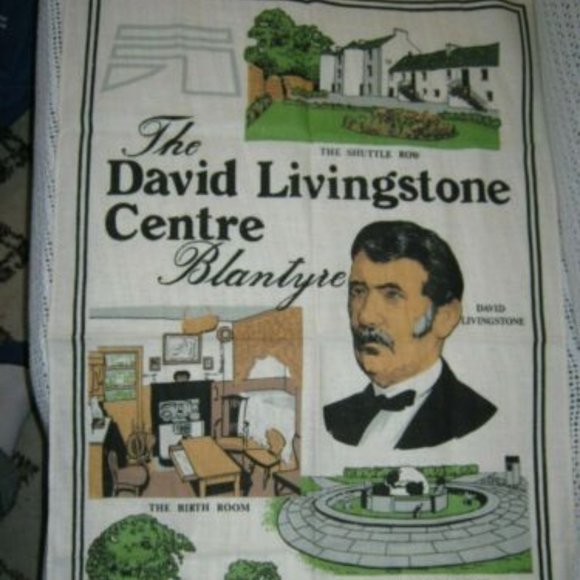 THE SHUTTLE ROW
The
David Livingstone
Centre
Blantyre
DAVID
LIVINGSTONE
THE BIRTH ROOM